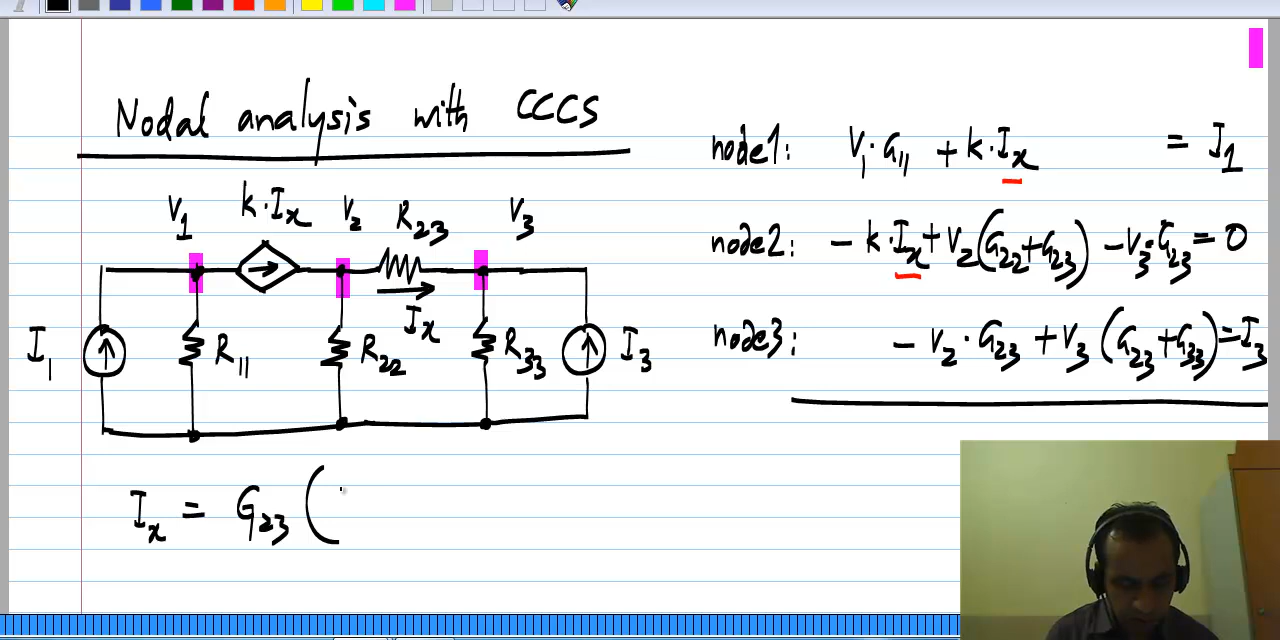 Nodal analysis with CCCS
node1: V₁·G₁₁ + k·Iₓ = I₁
node2: − k·Iₓ + V₂(G₂₂+G₂₃) − V₃·G₂₃ = 0
node3: − V₂·G₂₃ + V₃(G₂₃+G₃₃) = I₃
V₁ k·Iₓ V₂ R₂₃ V₃
Iₓ
I₁ R₁₁ R₂₂ R₃₃ I₃
Iₓ = G₂₃ (